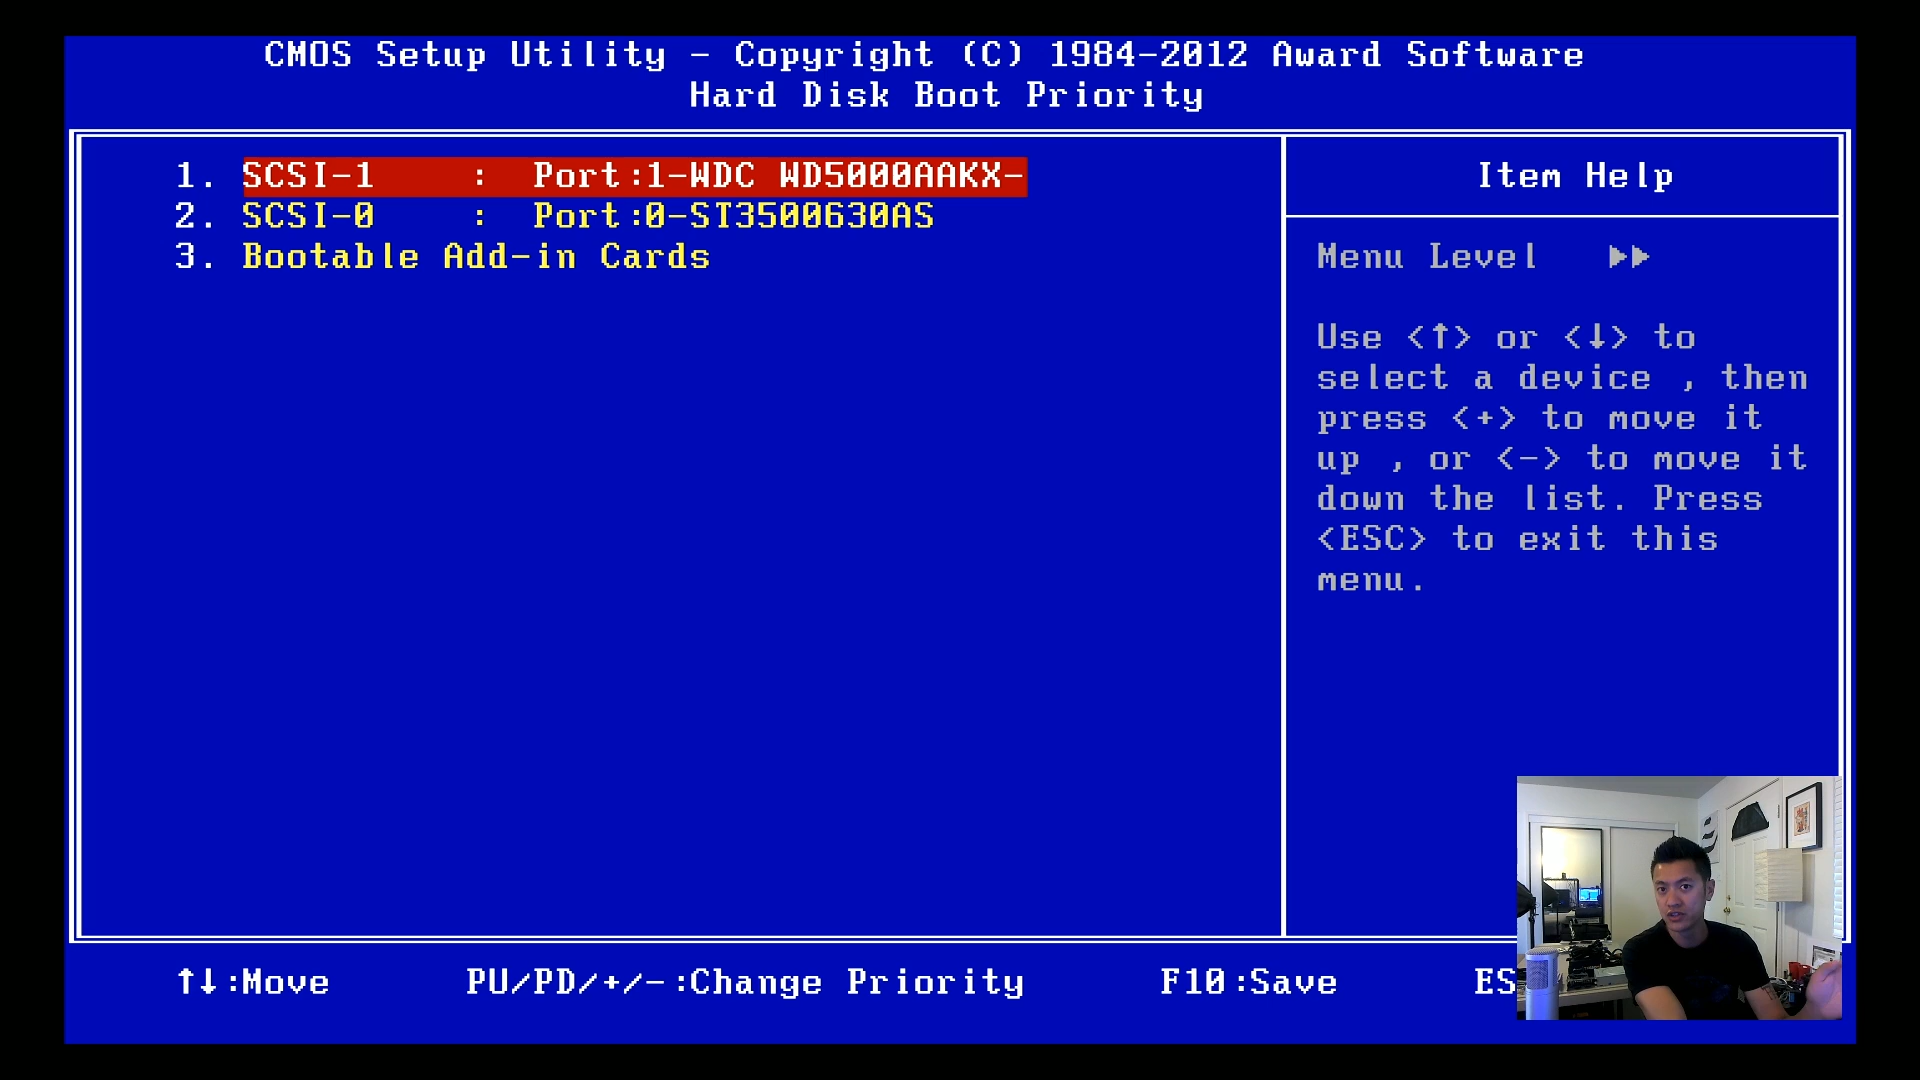 CMOS Setup Utility - Copyright (C) 1984-2012 Award Software
Hard Disk Boot Priority
1. SCSI-1 : Port:1-WDC WD5000AAKX-
2. SCSI-0 : Port:0-ST3500630AS
3. Bootable Add-in Cards
Item Help
Menu Level ▶▶
Use <↑> or <↓> to
select a device , then
press <+> to move it
up , or <-> to move it
down the list. Press
<ESC> to exit this
menu.
↑↓:Move PU/PD/+/-:Change Priority F10:Save ES